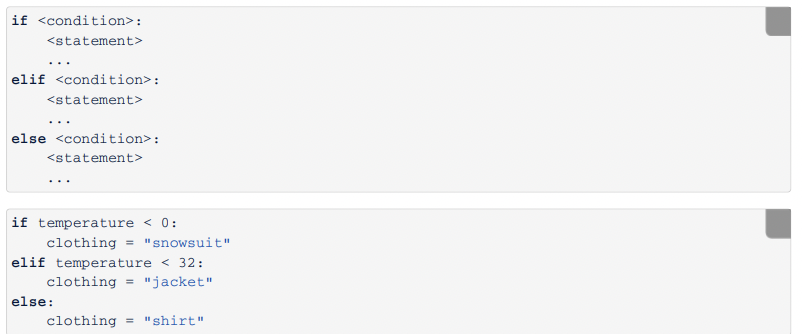 if <condition>:
    <statement>
    ...
elif <condition>:
    <statement>
    ...
else <condition>:
    <statement>
    ...
if temperature < 0:
    clothing = "snowsuit"
elif temperature < 32:
    clothing = "jacket"
else:
    clothing = "shirt"